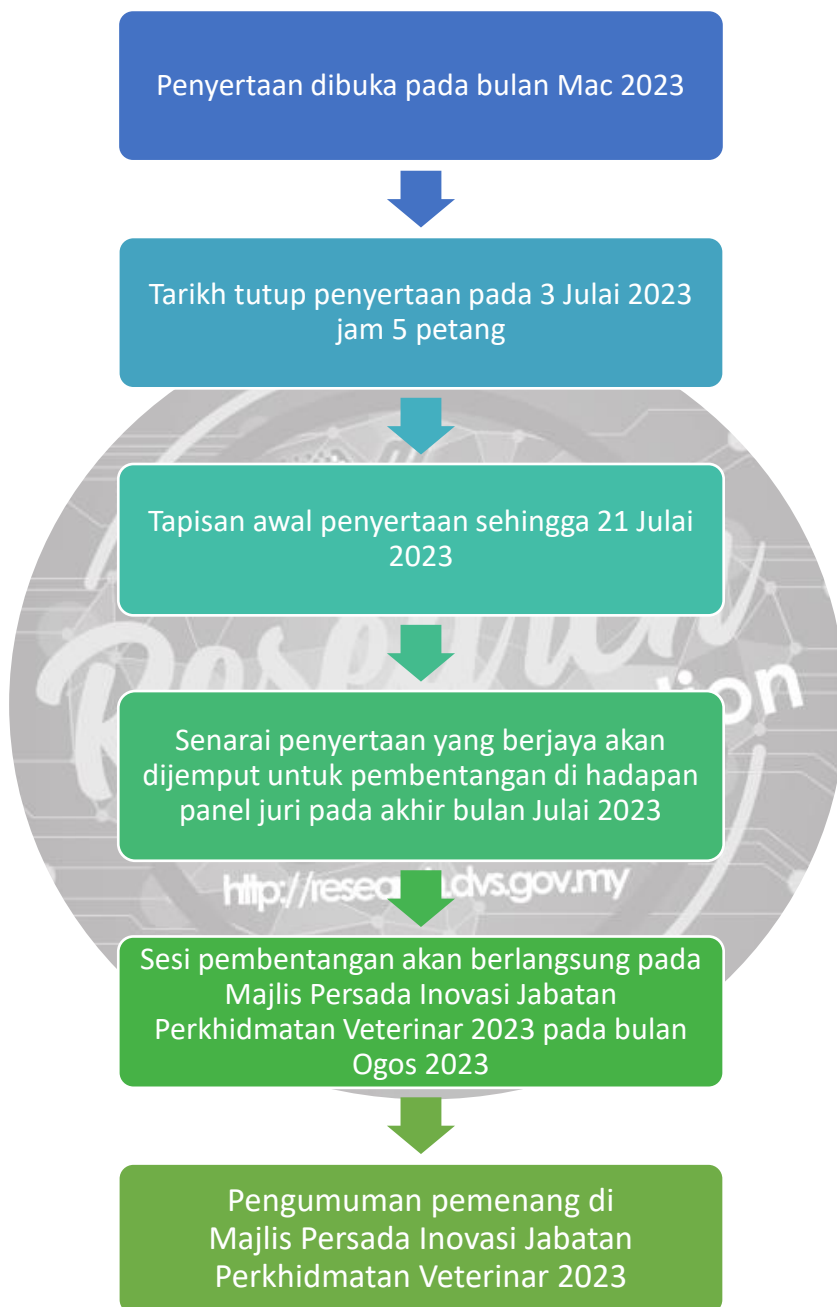 Penyertaan dibuka pada bulan Mac 2023
Tarikh tutup penyertaan pada 3 Julai 2023
jam 5 petang
Tapisan awal penyertaan sehingga 21 Julai
2023
Research
Senarai penyertaan yang berjaya akan
dijemput untuk pembentangan di hadapan
panel juri pada akhir bulan Julai 2023
Sesi pembentangan akan berlangsung pada
Majlis Persada Inovasi Jabatan
Perkhidmatan Veterinar 2023 pada bulan
Ogos 2023
Pengumuman pemenang di
Majlis Persada Inovasi Jabatan
Perkhidmatan Veterinar 2023